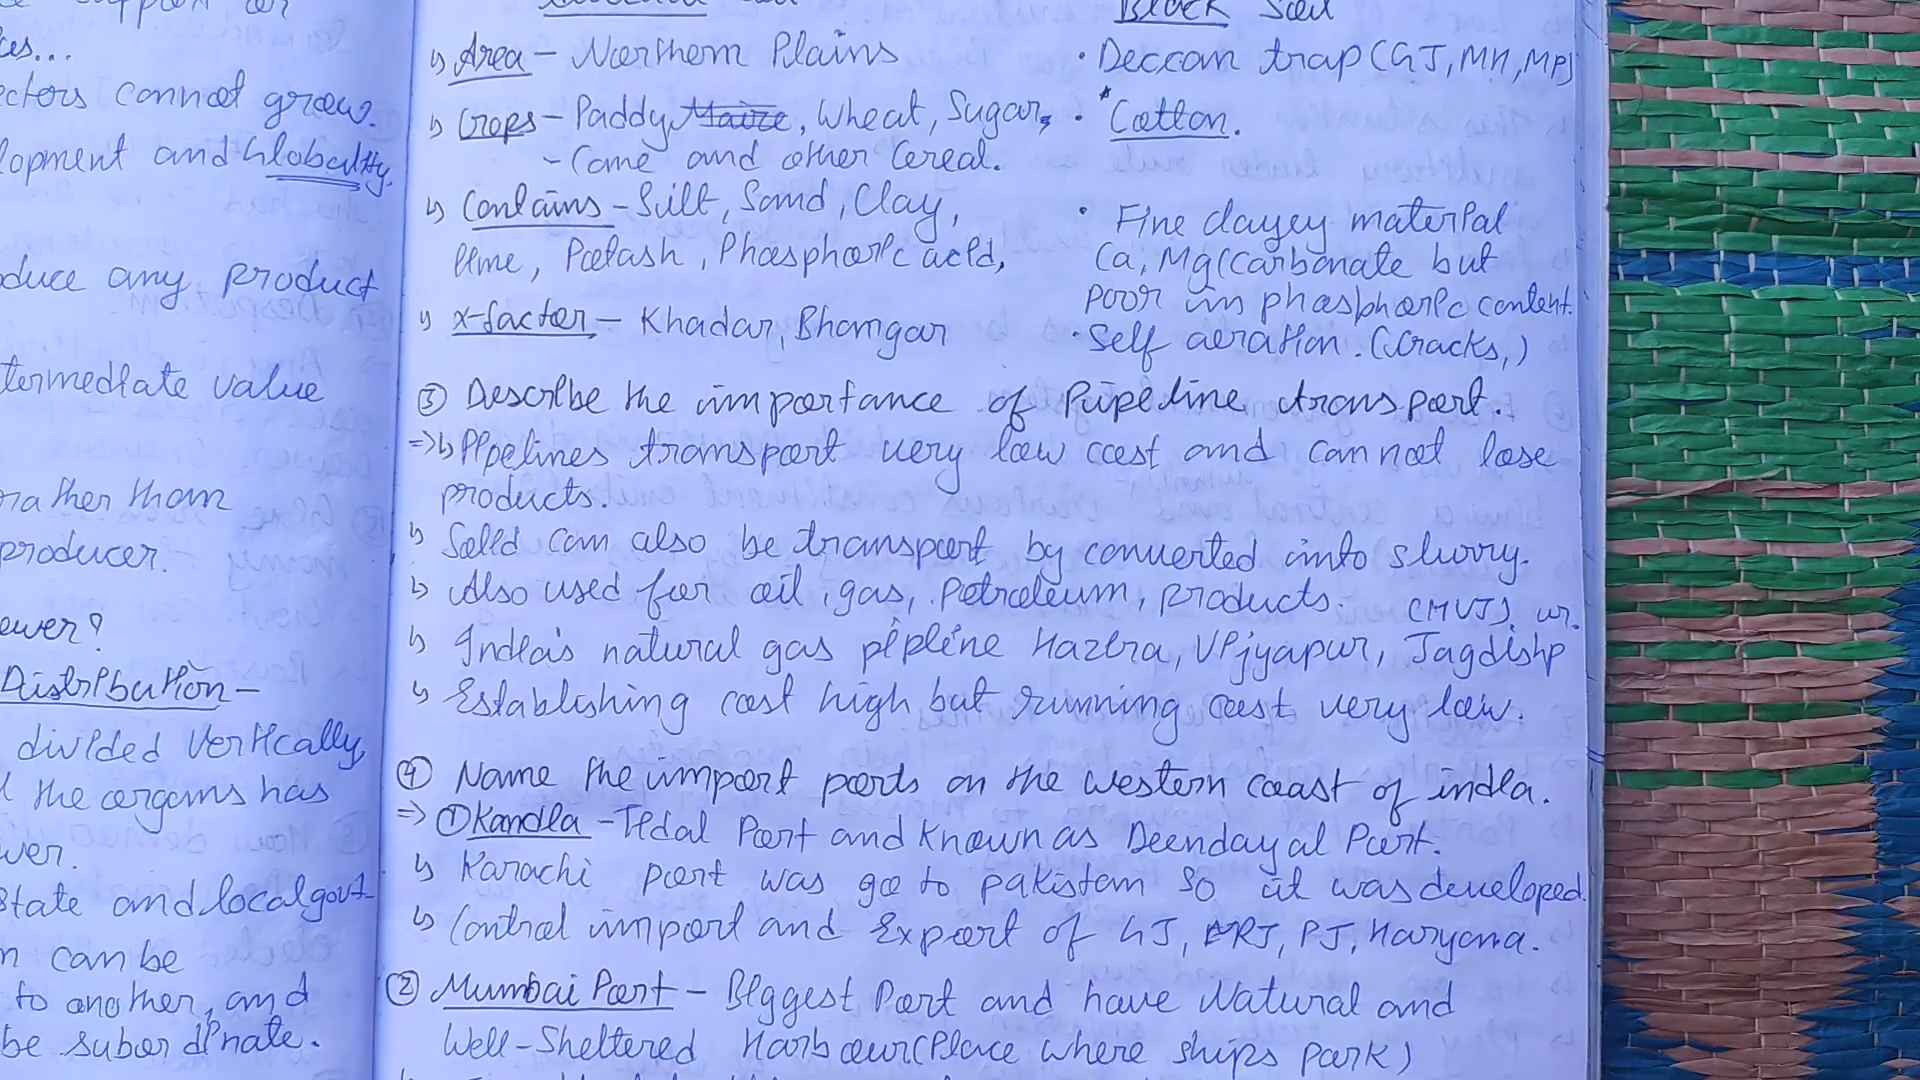 support or
ces...
ectors cannot grow.
lopment and Globality.
duce any product
termediate value
rather than
producer.
ewer?
Distribution -
divided vertically,
the organs has
wer.
State and local govt
n can be
to another, and
be subordinate.
Black Soil
↳ Area - Northern Plains
• Deccan trap (GJ, MH, MP)
↳ Crops - Paddy, Maize, Wheat, Sugar,
- Cane and other Cereal.
• Cotton.
↳ Contains - Silt, Sand, Clay,
lime, Potash, Phosphoric acid,
• Fine clayey material
Ca, Mg (carbonate but
poor in phosphoric content.
↳ X-factor - Khadar, Bhangar
• Self aeration. (Cracks,)
③ Describe the importance of Pipeline transport.
=>↳ Pipelines transport very low cost and cannot lose
products.
↳ Solid can also be transport by converted into slurry.
↳ Also used for oil, gas, Petroleum, products.
(HVJ)
↳ India's natural gas pipline Hazira, Vijyapur, Jagdishp
ur.
↳ Establishing cost high but running cost very low.
④ Name the import ports on the western coast of india.
=> ① Kandla - Tidal Port and Known as Deendayal Port.
↳ Karachi port was go to pakistan so it was developed.
↳ Control import and Export of GJ, RJ, PJ, Haryana.
② Mumbai Port - Biggest Port and have Natural and
Well-Sheltered Harbour (Place where ships park)